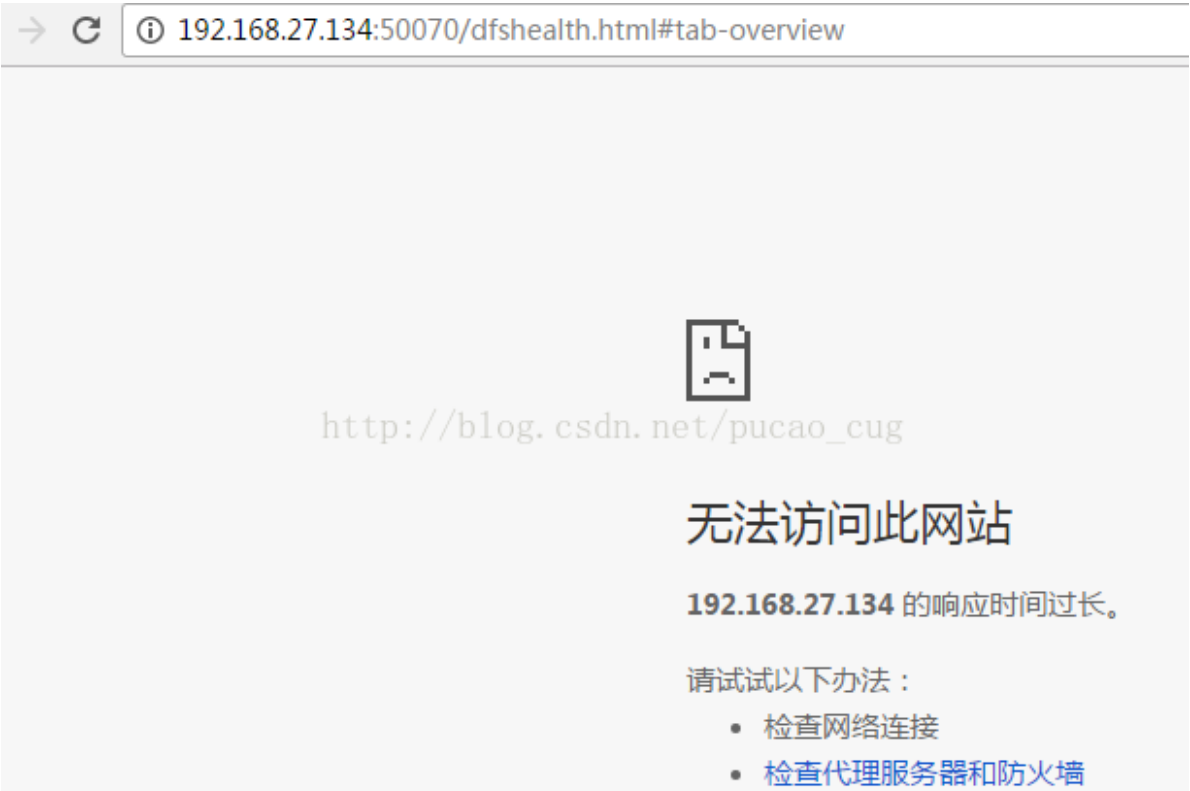 192.168.27.134:50070/dfshealth.html#tab-overview
http://blog.csdn.net/pucao_cug
无法访问此网站
192.168.27.134 的响应时间过长。
请试试以下办法：
• 检查网络连接
• 检查代理服务器和防火墙